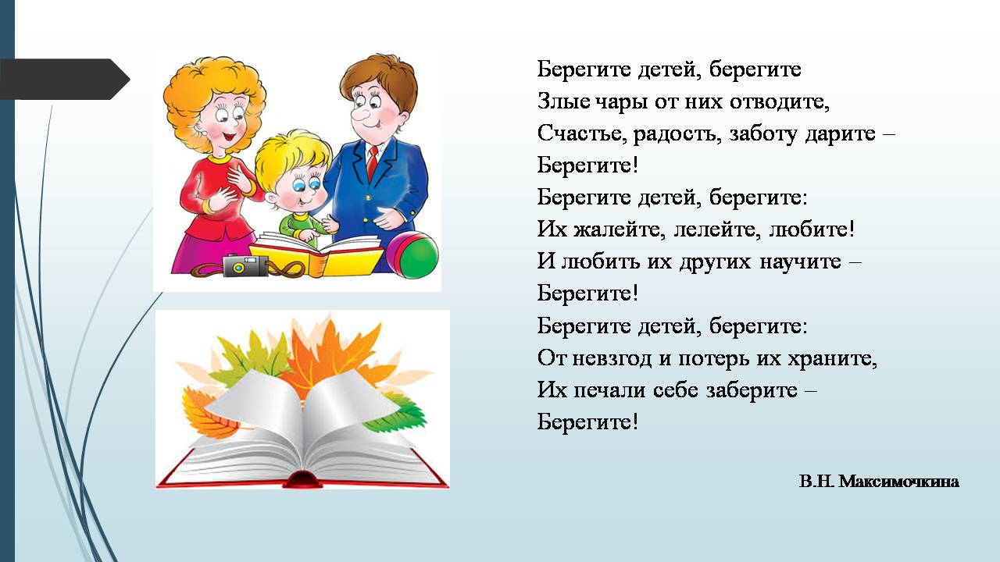 Берегите детей, берегите
Злые чары от них отводите,
Счастье, радость, заботу дарите –
Берегите!
Берегите детей, берегите:
Их жалейте, лелейте, любите!
И любить их других научите –
Берегите!
Берегите детей, берегите:
От невзгод и потерь их храните,
Их печали себе заберите –
Берегите!
В.Н. Максимочкина